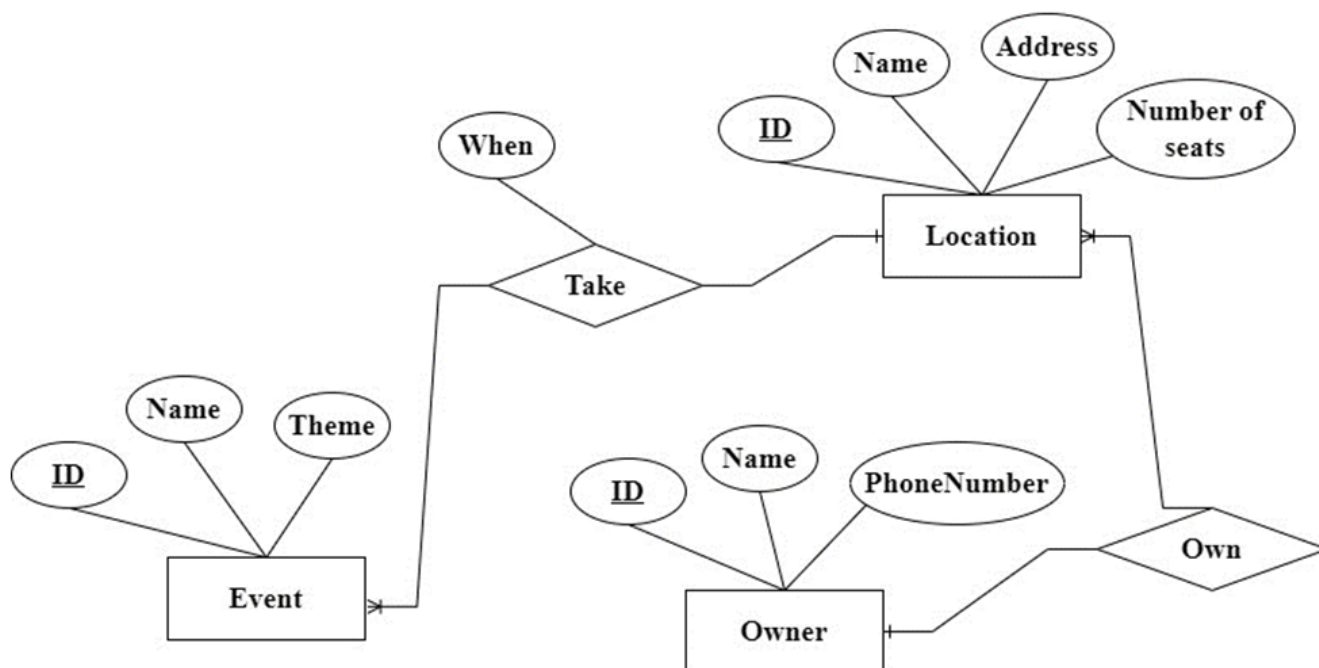 Address
Name
Number of
seats
ID
When
Location
Take
Name
Theme
ID
Name
PhoneNumber
ID
Own
Event
Owner